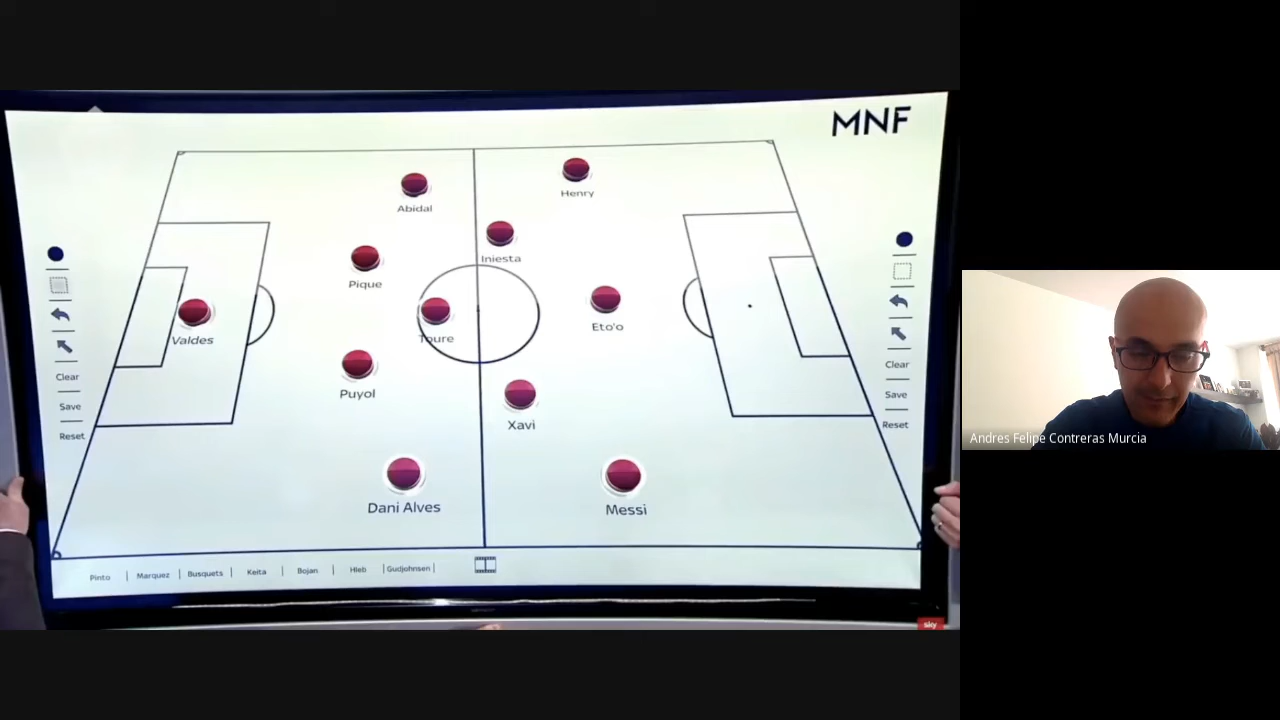 MNF
Henry
Abidal
Iniesta
Pique
Eto'o
Toure
Valdes
Puyol
Xavi
Dani Alves
Messi
Clear
Save
Reset
Clear
Save
Reset
Pinto | Marquez | Busquets | Keita | Bojan | Hleb | Gudjohnsen |
sky
Andres Felipe Contreras Murcia